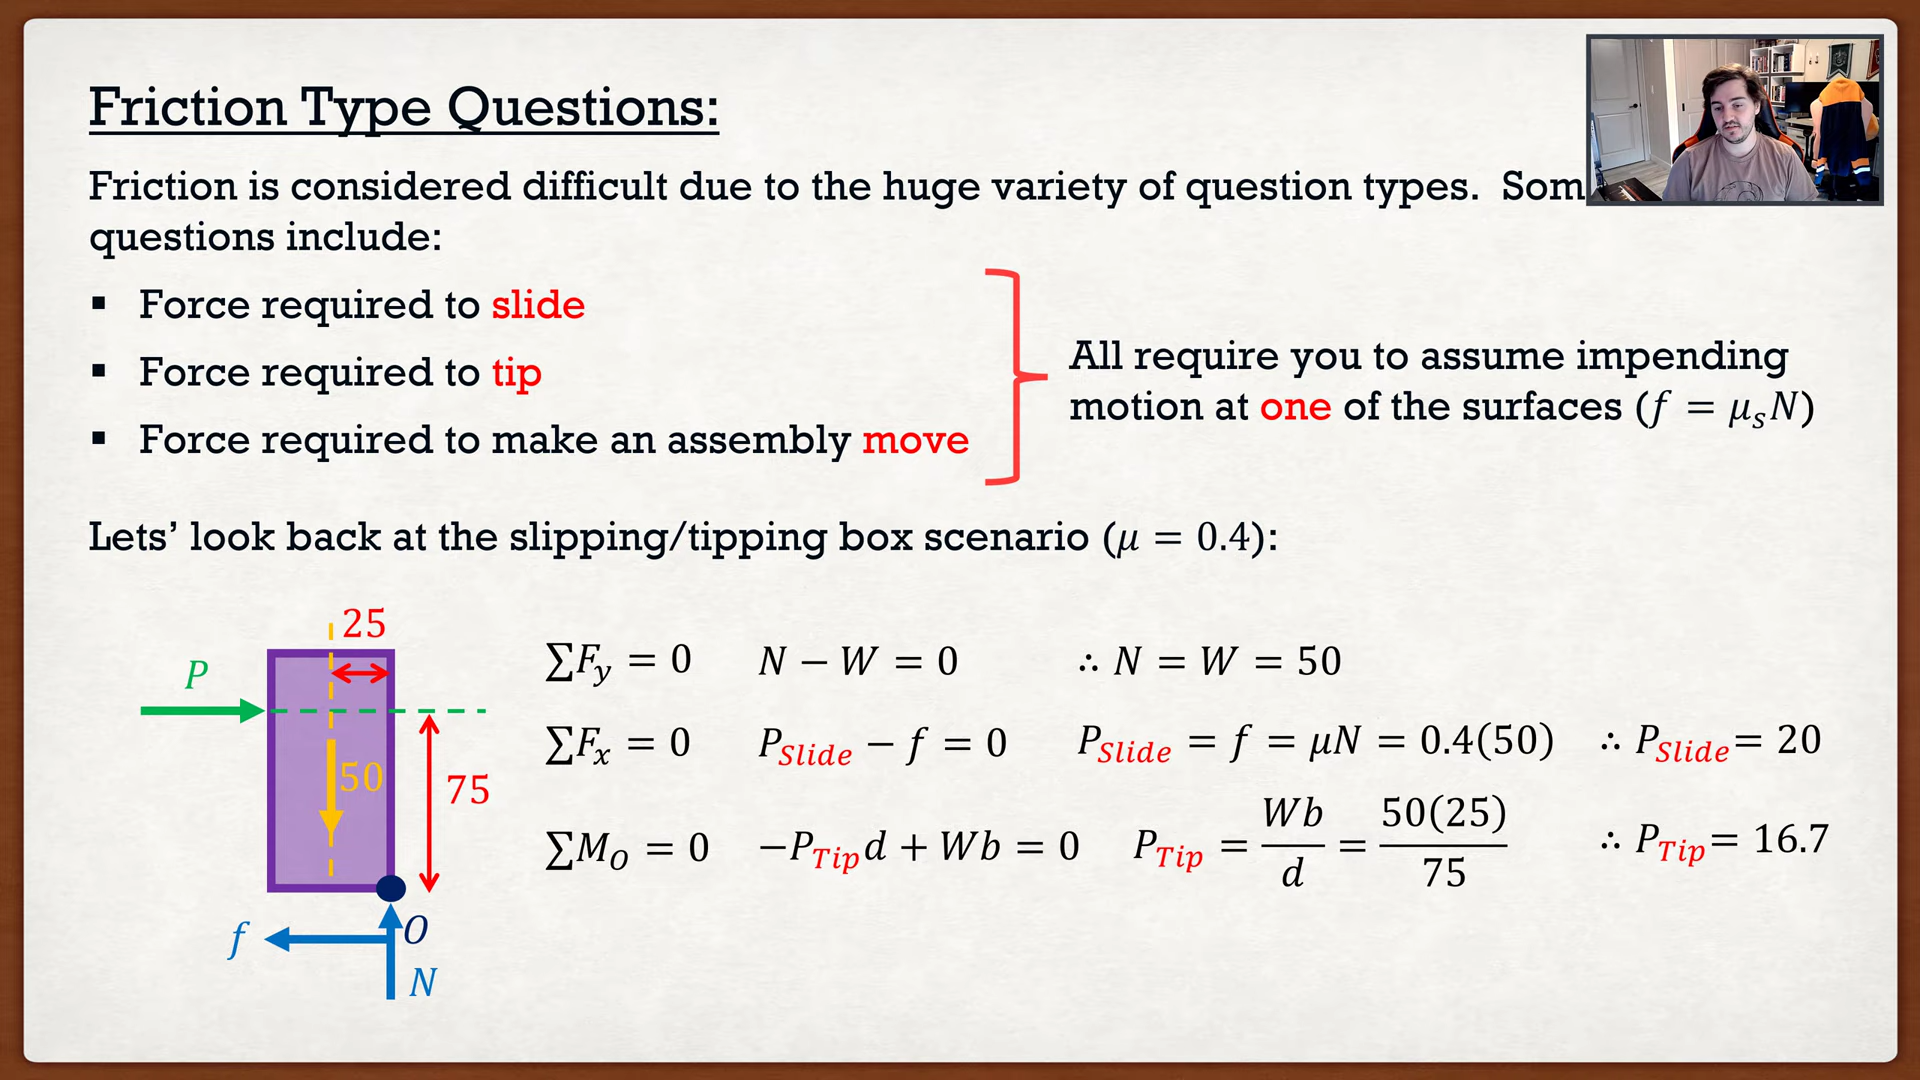 Friction Type Questions:
Friction is considered difficult due to the huge variety of question types. Som
questions include:
▪ Force required to slide
▪ Force required to tip
▪ Force required to make an assembly move
All require you to assume impending
motion at one of the surfaces (f = μₛN)
Lets’ look back at the slipping/tipping box scenario (μ = 0.4):
25
P
50
75
f
O
N
∑F_y = 0 N − W = 0 ∴ N = W = 50
∑F_x = 0 P_Slide − f = 0 P_Slide = f = μN = 0.4(50) ∴ P_Slide = 20
∑M_O = 0 −P_Tip d + Wb = 0 P_Tip = Wb/d = 50(25)/75 ∴ P_Tip = 16.7